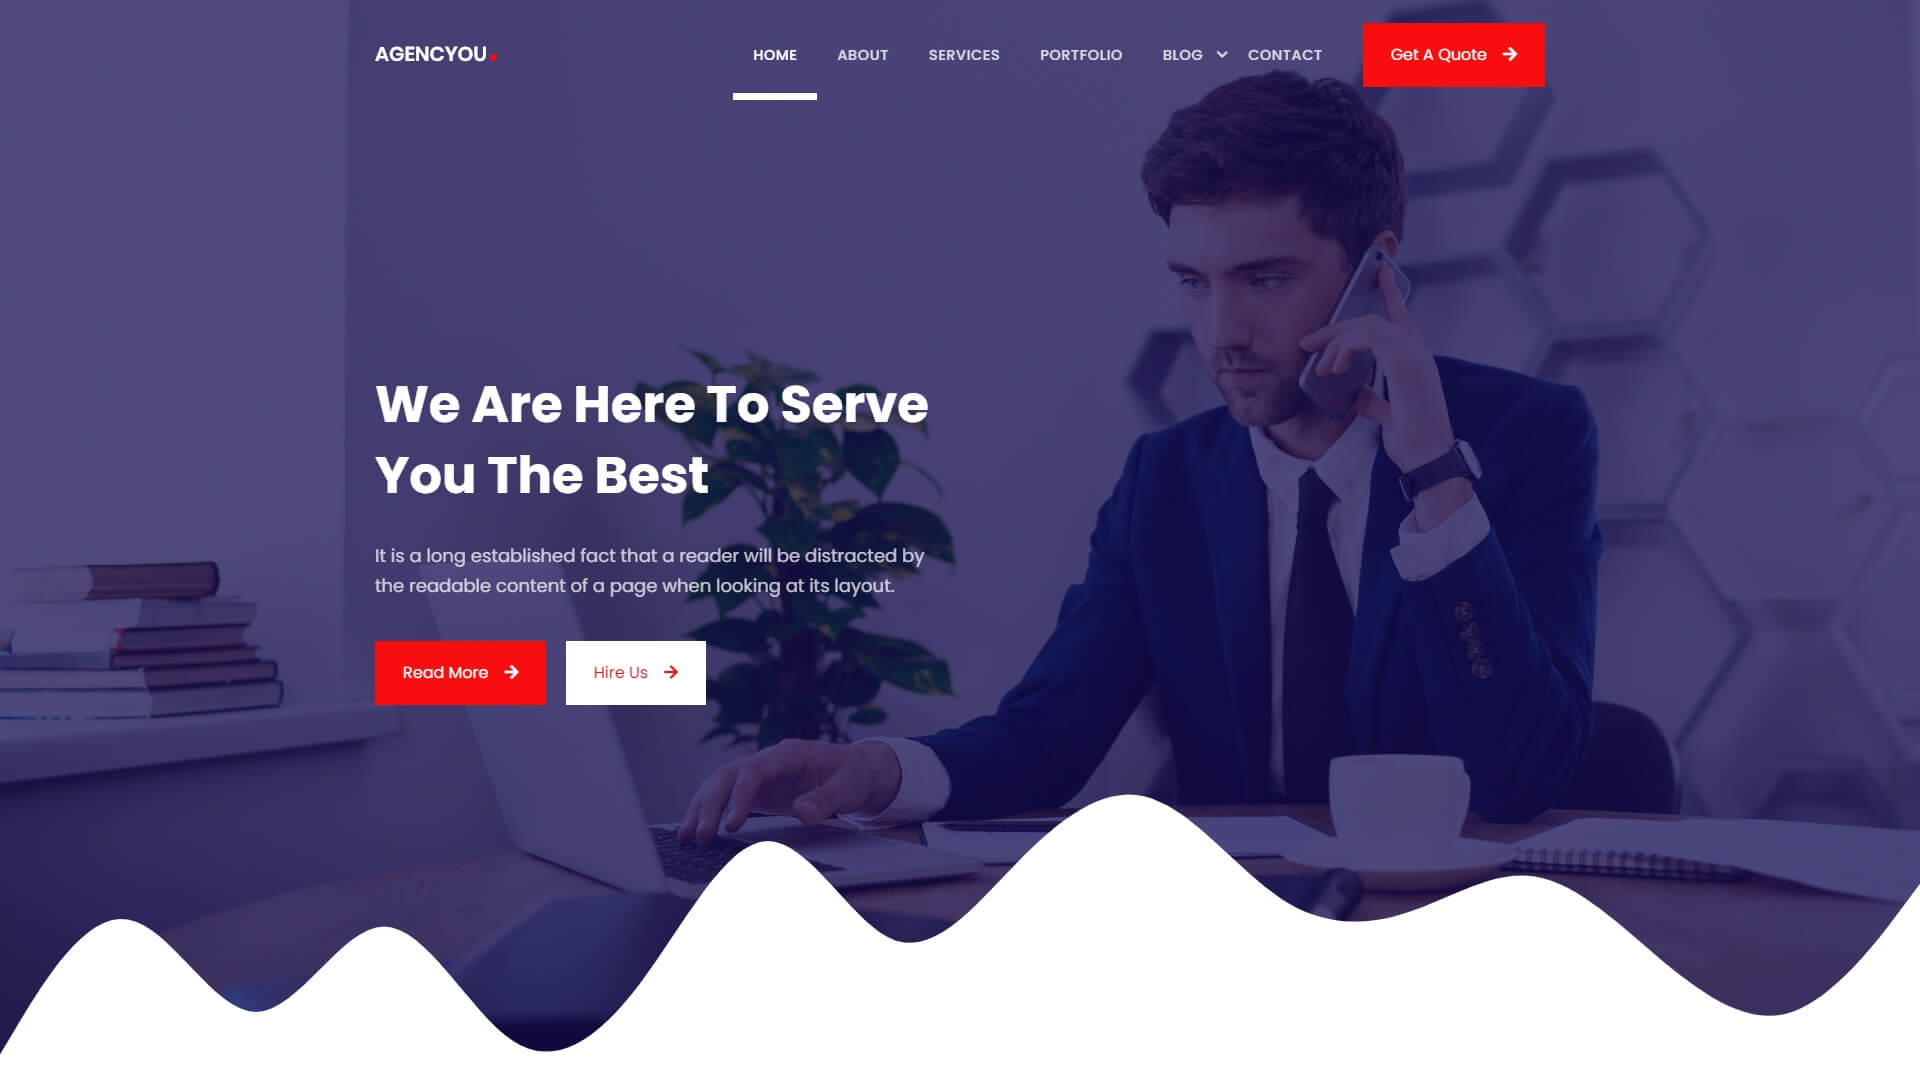 AGENCYOU.
HOME ABOUT SERVICES PORTFOLIO BLOG CONTACT Get A Quote
We Are Here To Serve
You The Best
It is a long established fact that a reader will be distracted by
the readable content of a page when looking at its layout.
Read More Hire Us